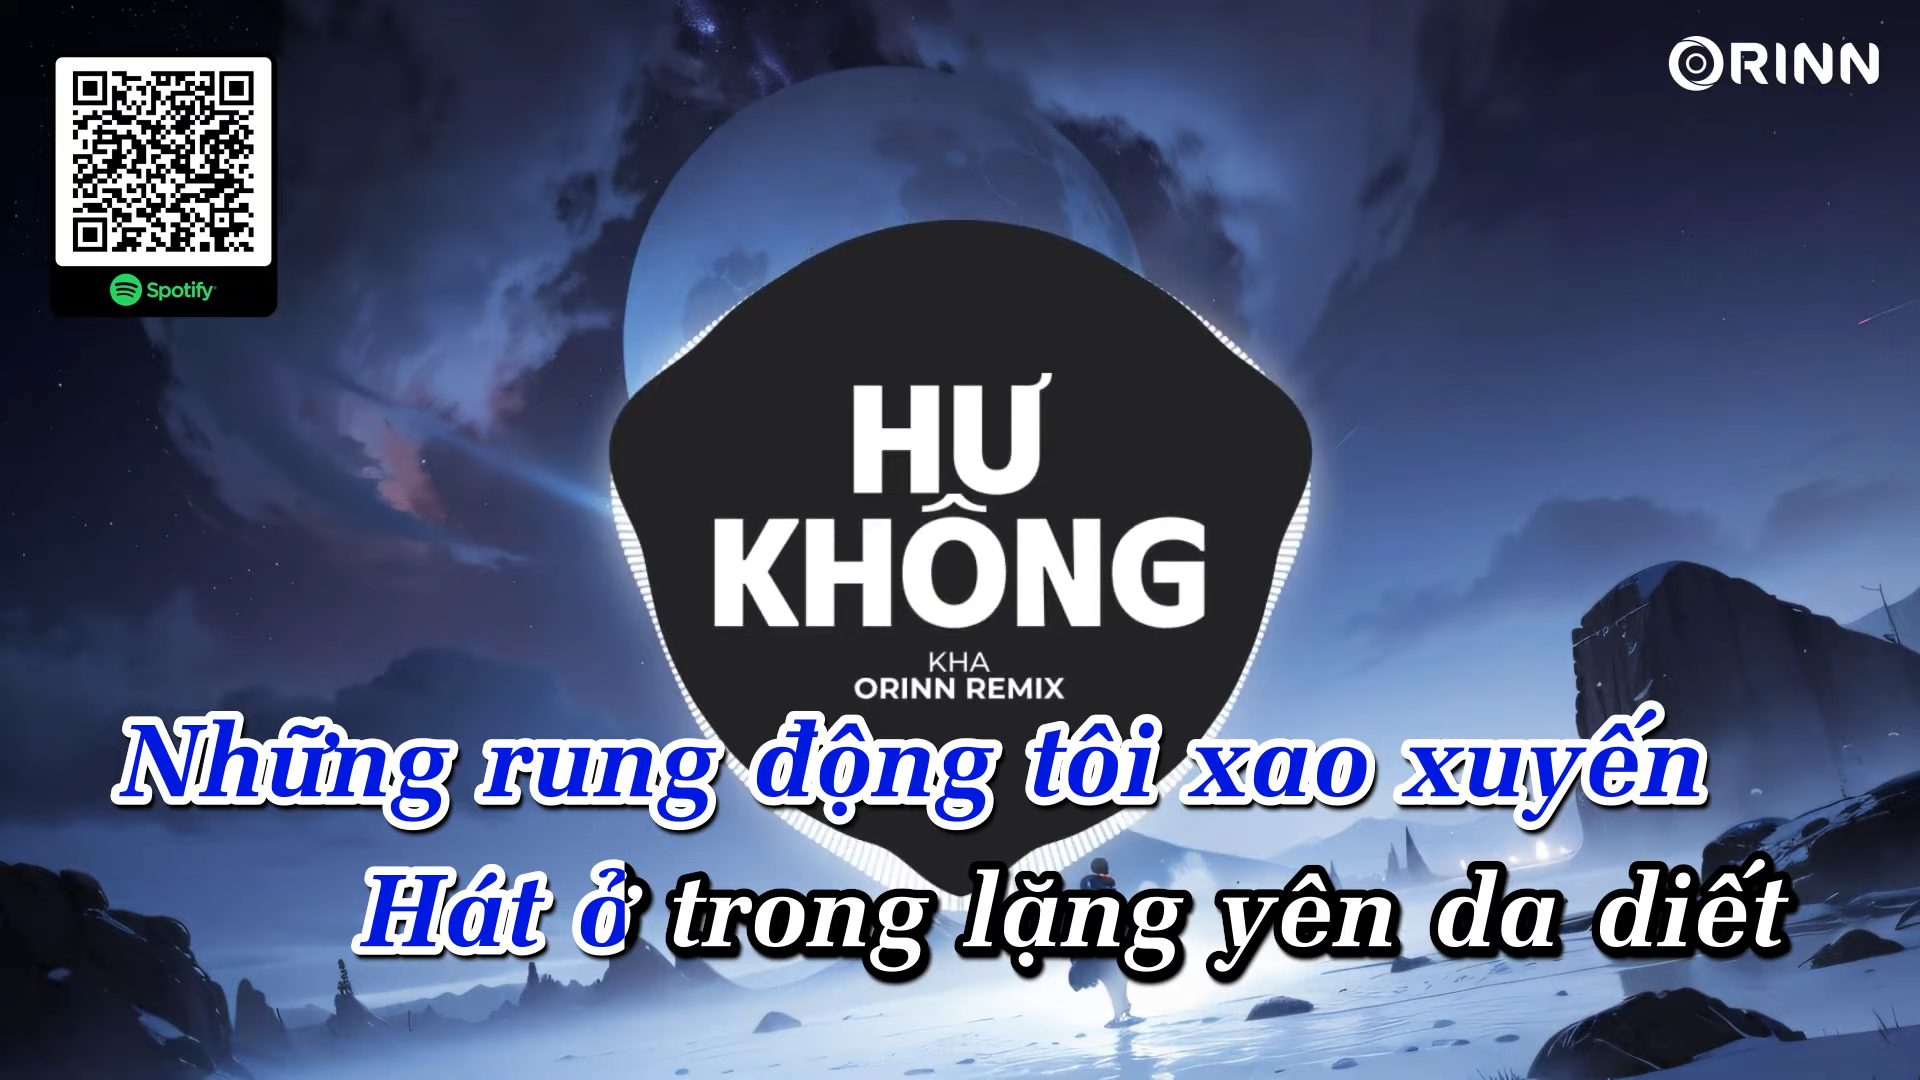 ORINN
Spotify
HƯ
KHÔNG
KHA
ORINN REMIX
Những rung động tôi xao xuyến
Hát ở trong lặng yên da diết